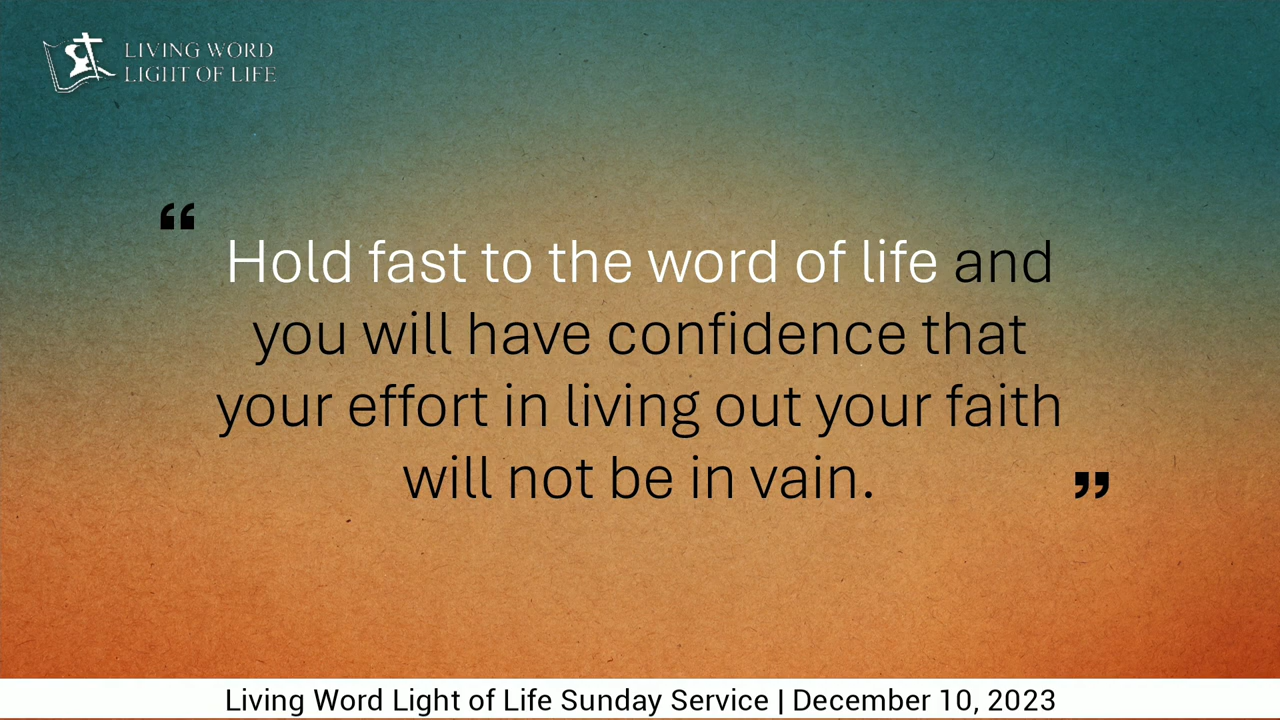 LIVING WORD
LIGHT OF LIFE
“
Hold fast to the word of life and
you will have confidence that
your effort in living out your faith
will not be in vain.
”
Living Word Light of Life Sunday Service | December 10, 2023